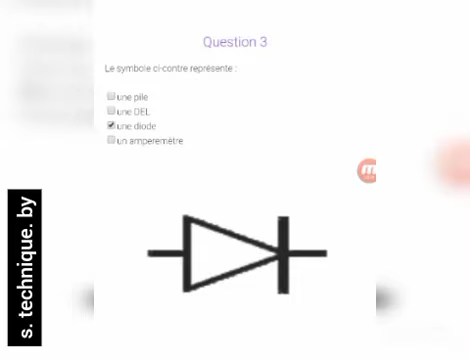 Question 3
Le symbole ci-contre représente :
une pile
une DEL
une diode
un amperemètre
s. technique. by